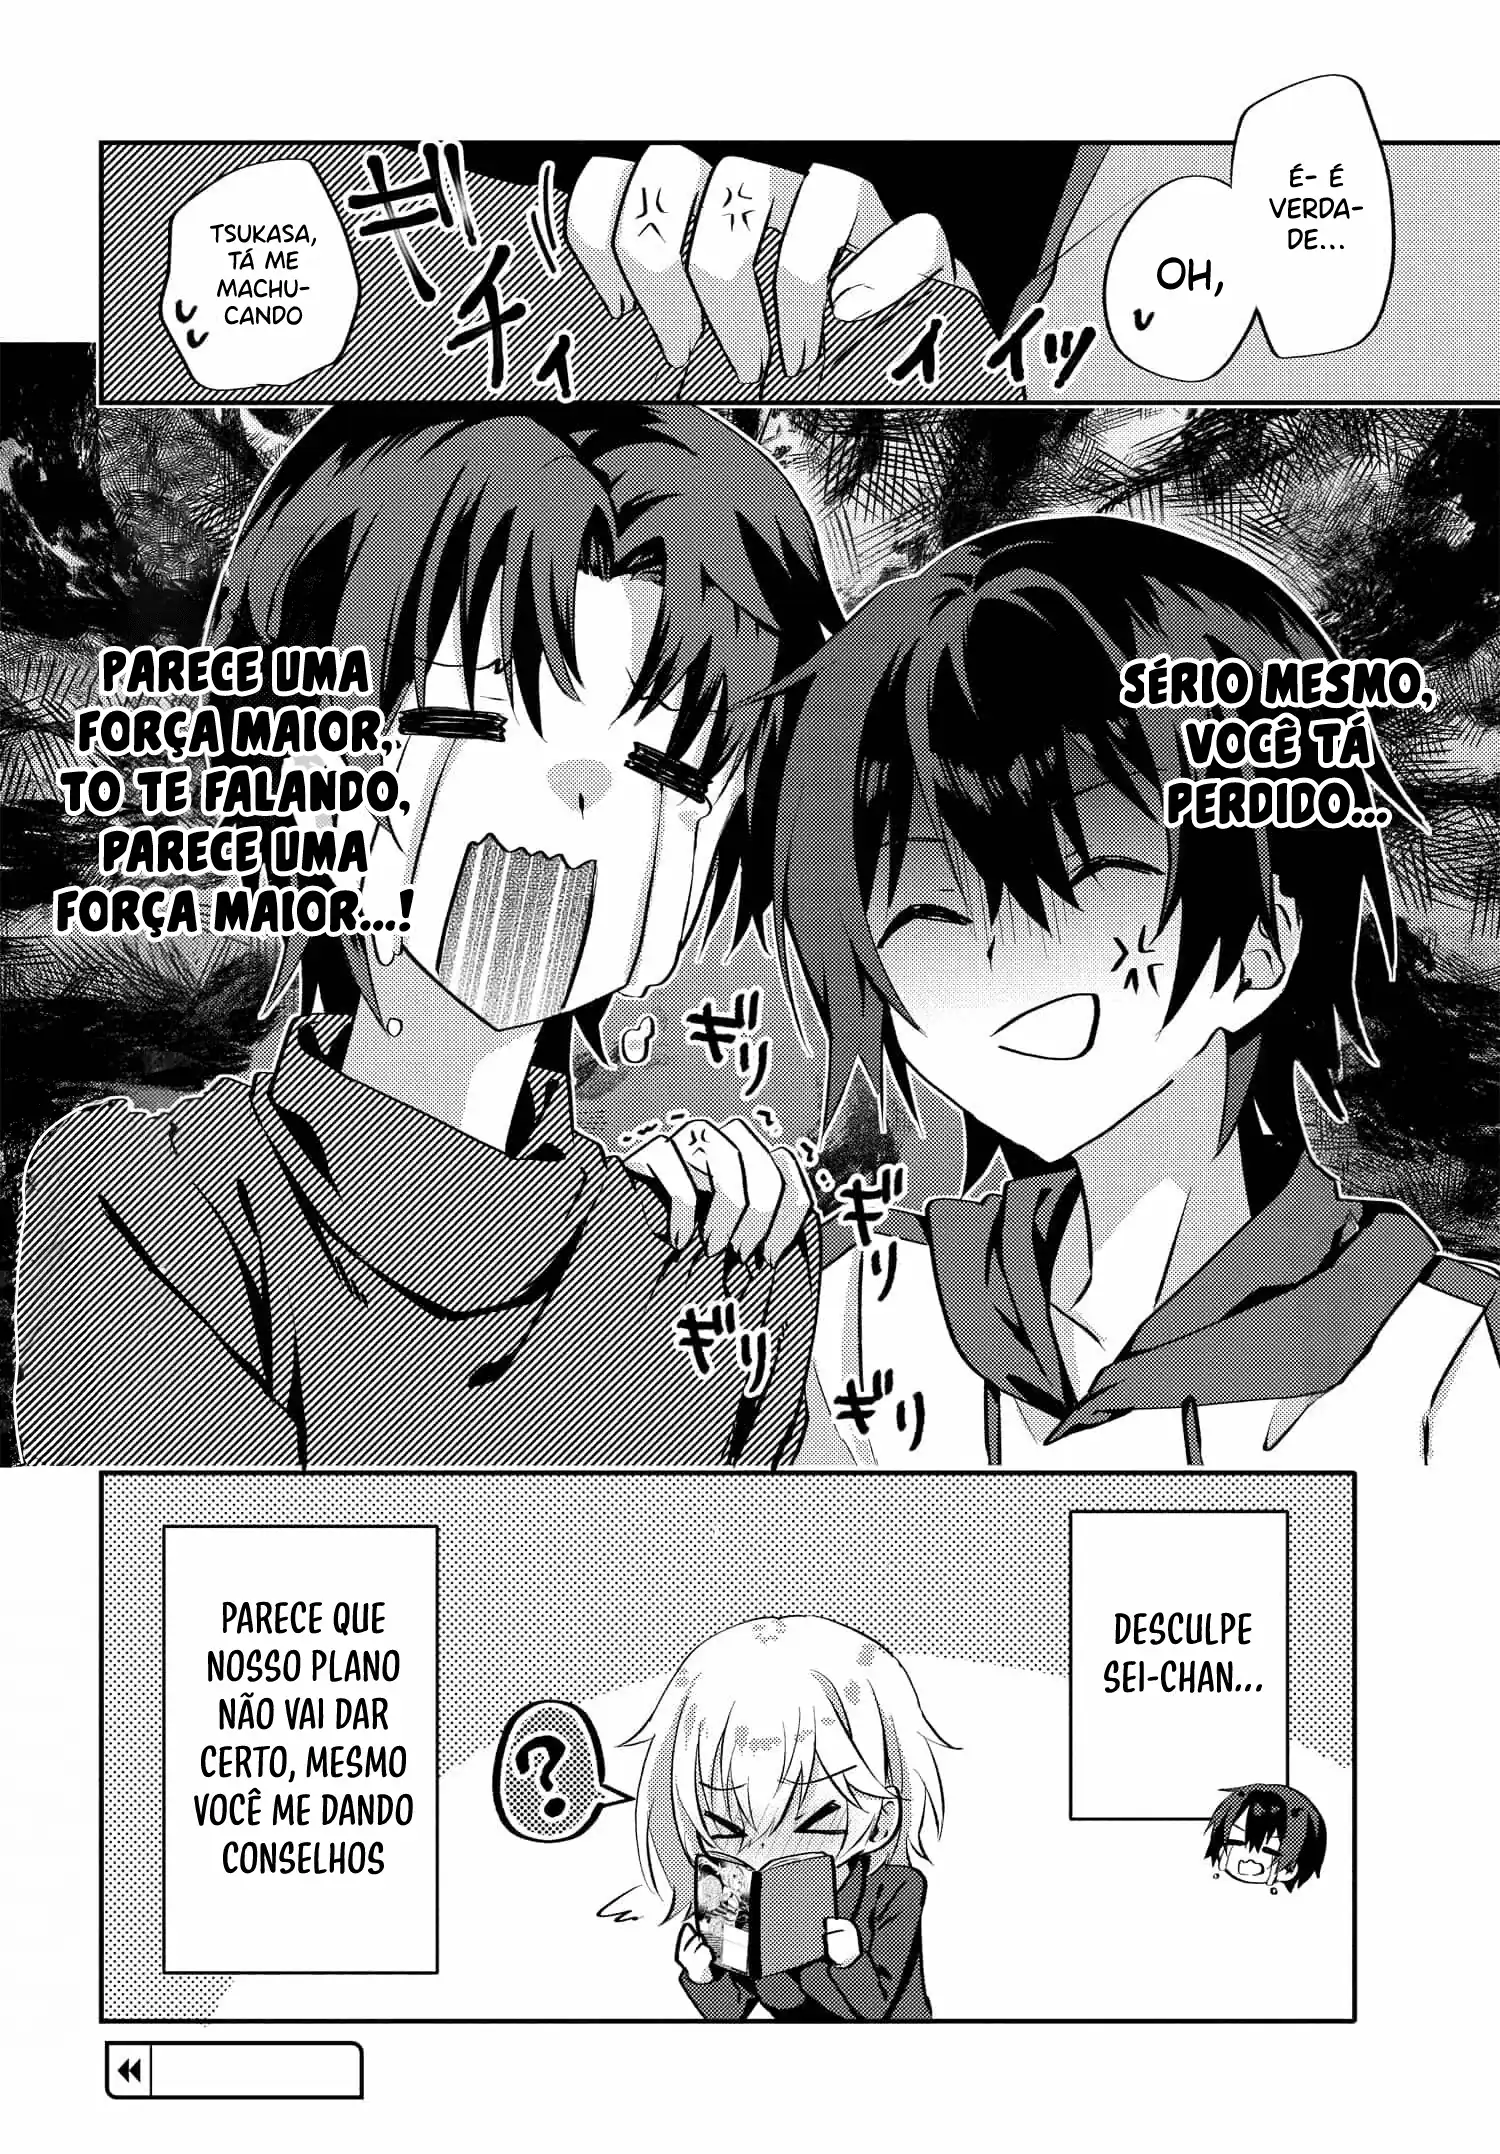 É- É
VERDA-
DE...
OH,
イッ
イ
ギ
チ
ィ
TSUKASA,
TÁ ME
MACHU-
CANDO
SÉRIO MESMO,
VOCÊ TÁ
PERDIDO...
PARECE UMA
FORÇA MAIOR,
TO TE FALANDO,
PARECE UMA
FORÇA MAIOR...!
ギリ
ギリ
ギリ
ギリ
DESCULPE
SEI-CHAN...
?
PARECE QUE
NOSSO PLANO
NÃO VAI DAR
CERTO, MESMO
VOCÊ ME DANDO
CONSELHOS